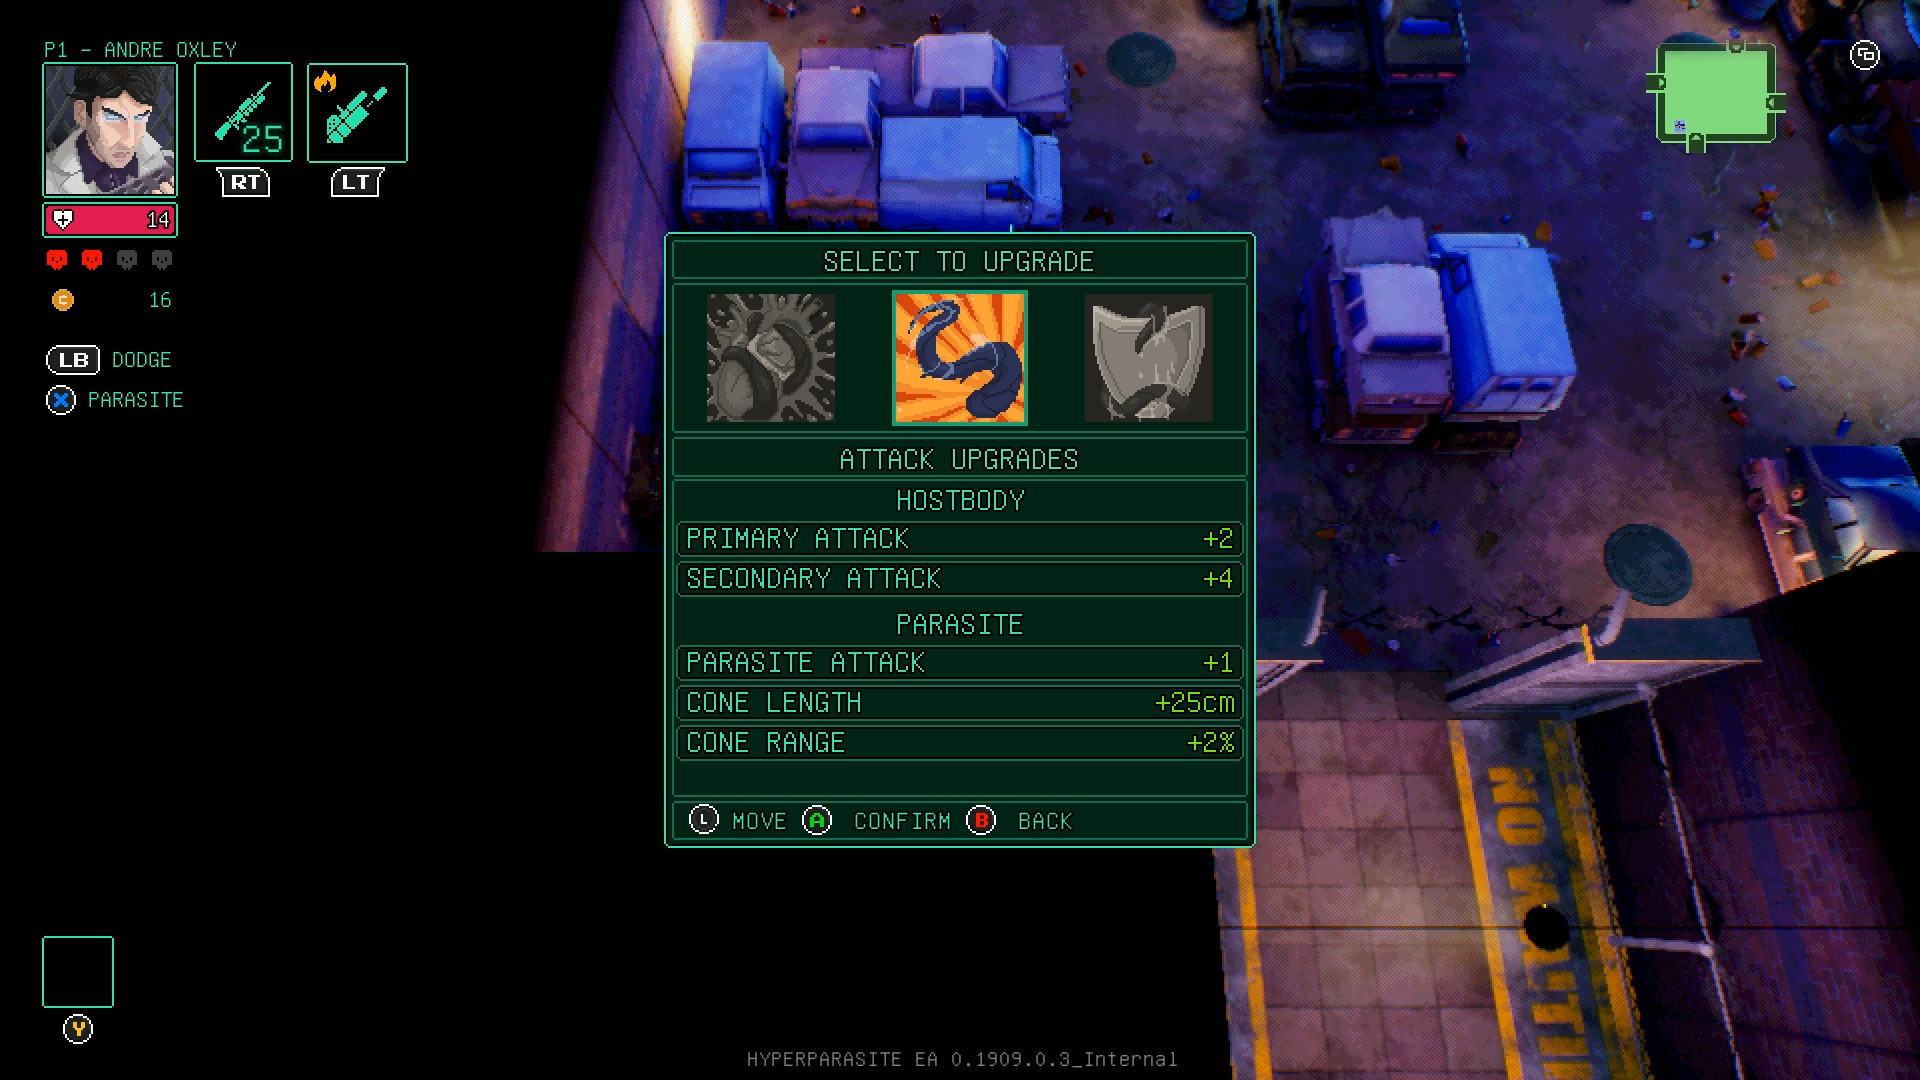 P1 - ANDRE OXLEY
25
RT
LT
14
C 16
LB DODGE
X PARASITE
SELECT TO UPGRADE
ATTACK UPGRADES
HOSTBODY
PRIMARY ATTACK +2
SECONDARY ATTACK +4
PARASITE
PARASITE ATTACK +1
CONE LENGTH +25cm
CONE RANGE +2%
L MOVE A CONFIRM B BACK
NO WAITIN
Y
HYPERPARASITE EA 0.1909.0.3_Internal